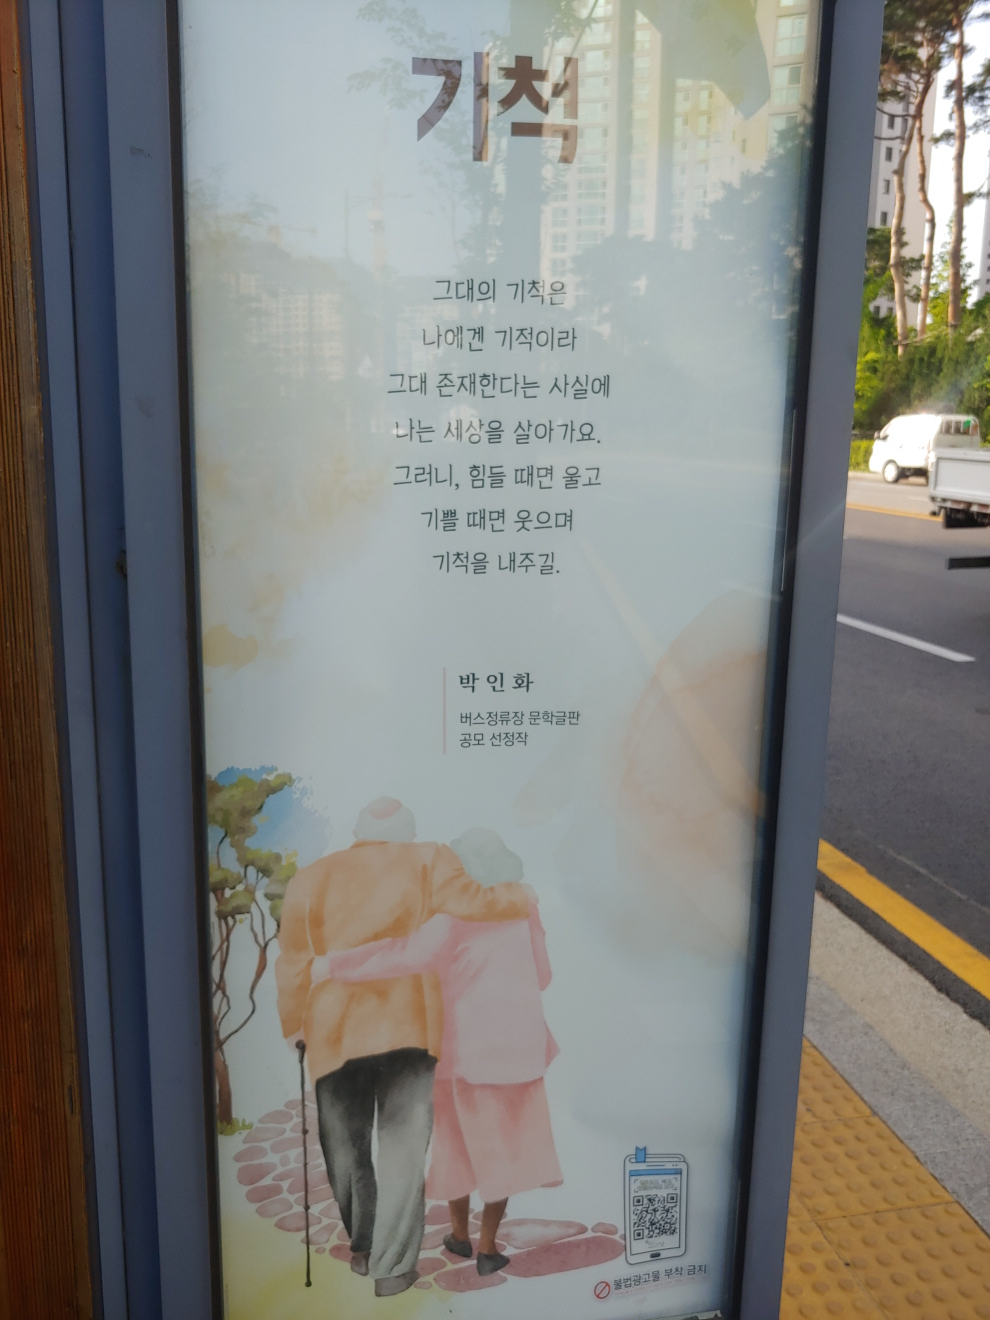 기척
그대의 기척은
나에겐 기적이라
그대 존재한다는 사실에
나는 세상을 살아가요.
그러니, 힘들 때면 울고
기쁠 때면 웃으며
기척을 내주길.
박인화
버스정류장 문학글판
공모 선정작
불법광고물 부착 금지